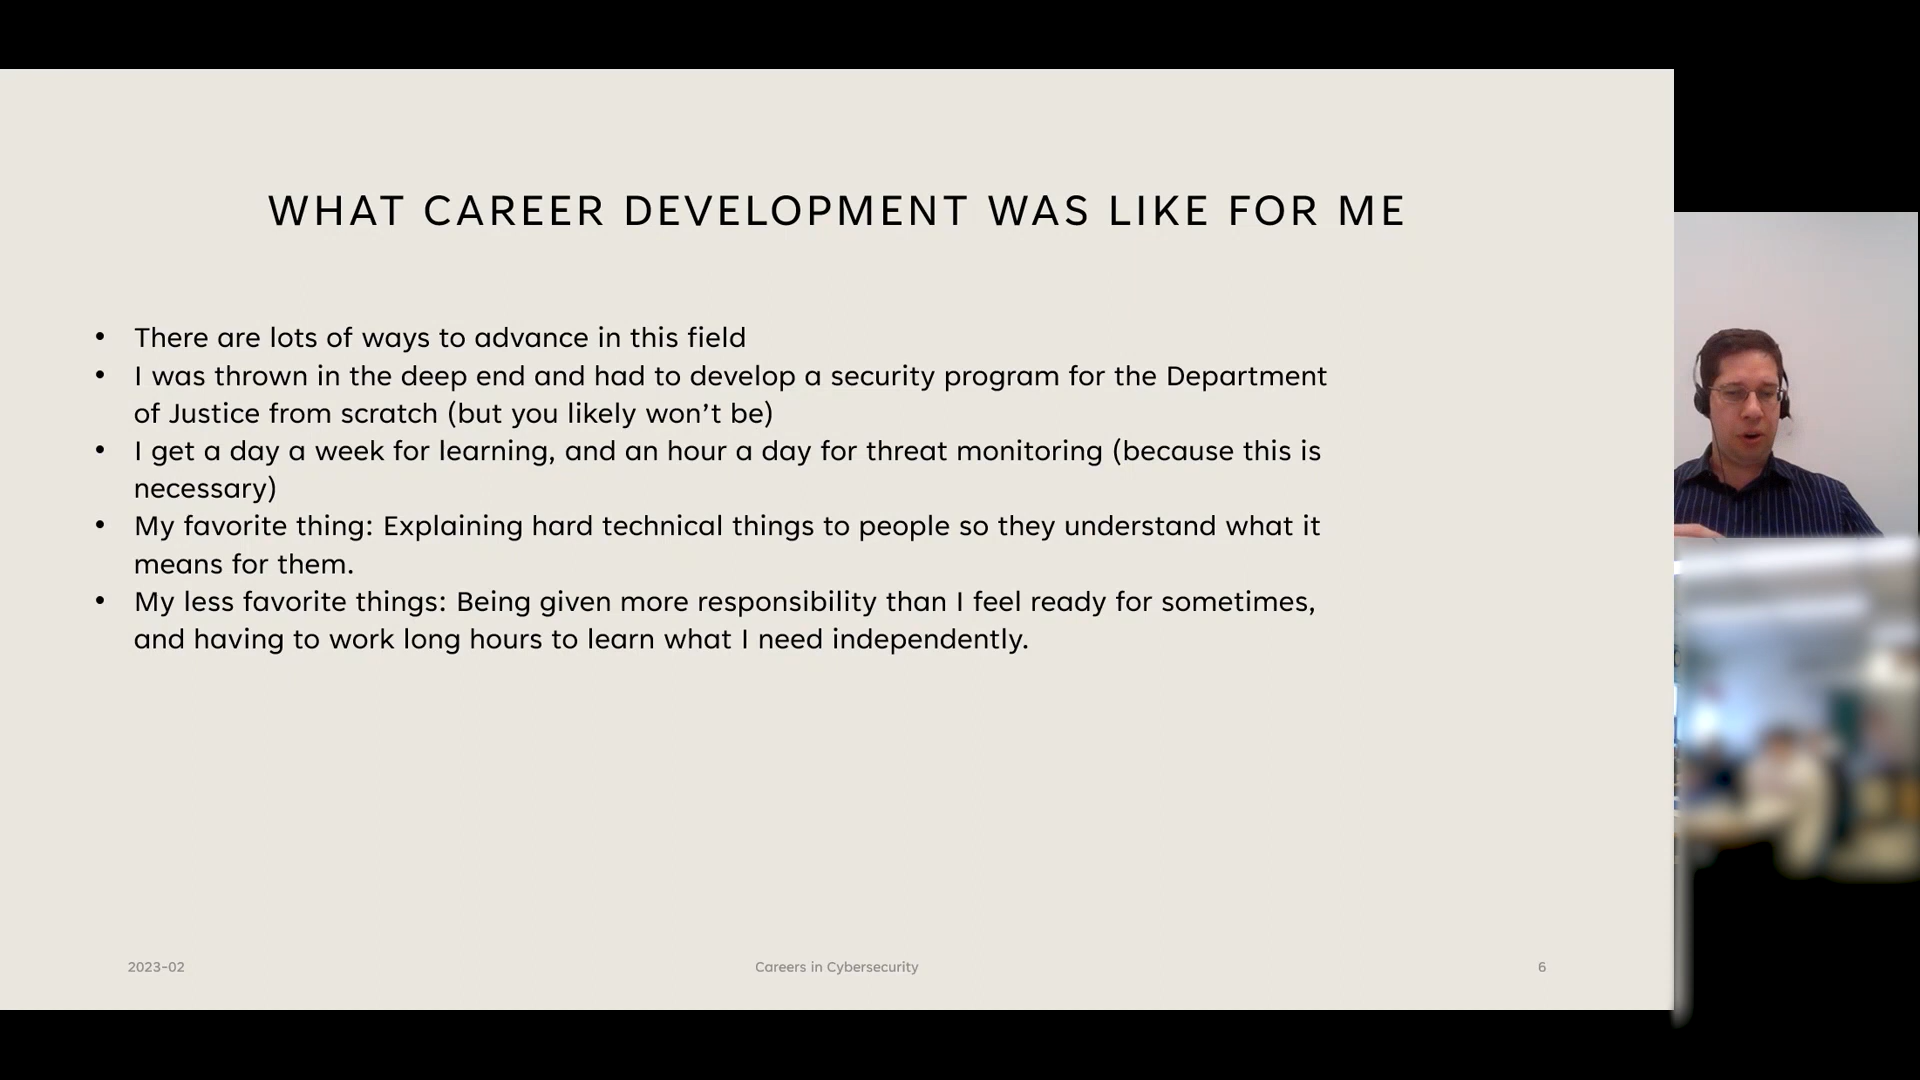 WHAT CAREER DEVELOPMENT WAS LIKE FOR ME
• There are lots of ways to advance in this field
• I was thrown in the deep end and had to develop a security program for the Department
of Justice from scratch (but you likely won’t be)
• I get a day a week for learning, and an hour a day for threat monitoring (because this is
necessary)
• My favorite thing: Explaining hard technical things to people so they understand what it
means for them.
• My less favorite things: Being given more responsibility than I feel ready for sometimes,
and having to work long hours to learn what I need independently.
2023-02
Careers in Cybersecurity
6